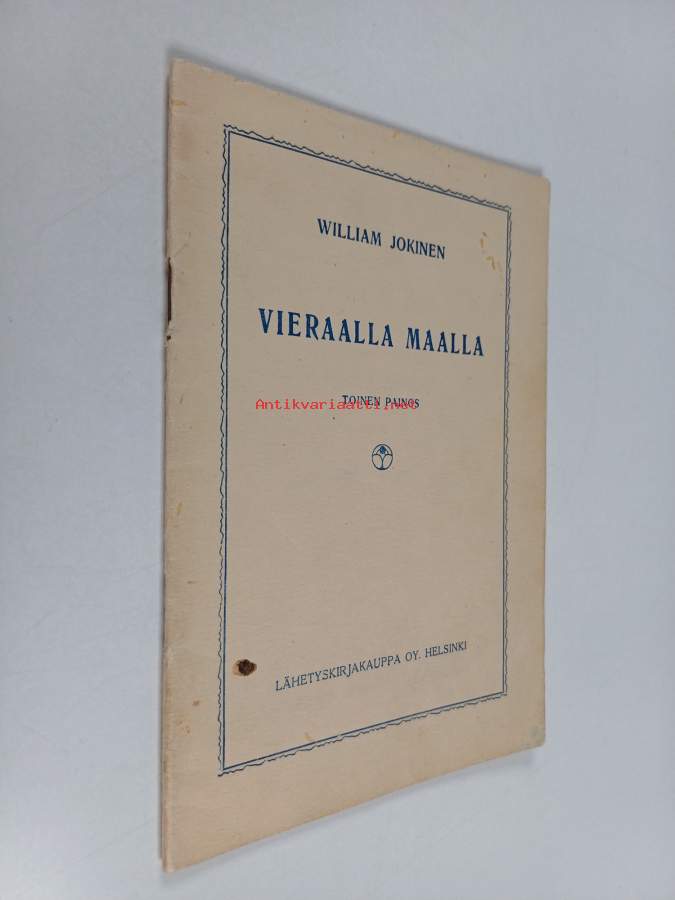 WILLIAM JOKINEN
VIERAALLA MAALLA
TOINEN PAINOS
Antikvariaatti.net
LÄHETYSKIRJAKAUPPA OY. HELSINKI